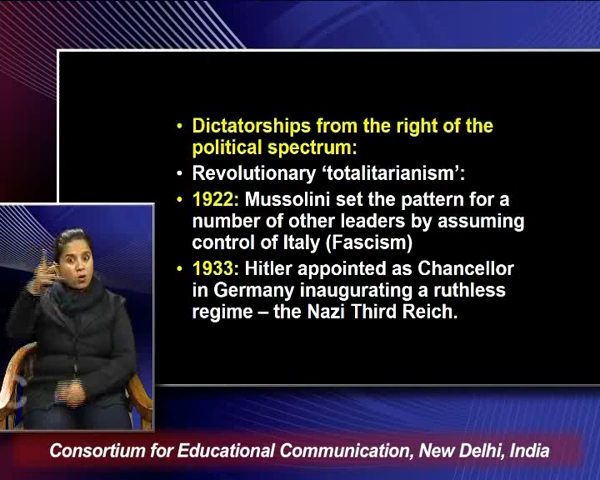 • Dictatorships from the right of the
political spectrum:
• Revolutionary ‘totalitarianism’:
• 1922: Mussolini set the pattern for a
number of other leaders by assuming
control of Italy (Fascism)
• 1933: Hitler appointed as Chancellor
in Germany inaugurating a ruthless
regime – the Nazi Third Reich.
Consortium for Educational Communication, New Delhi, India